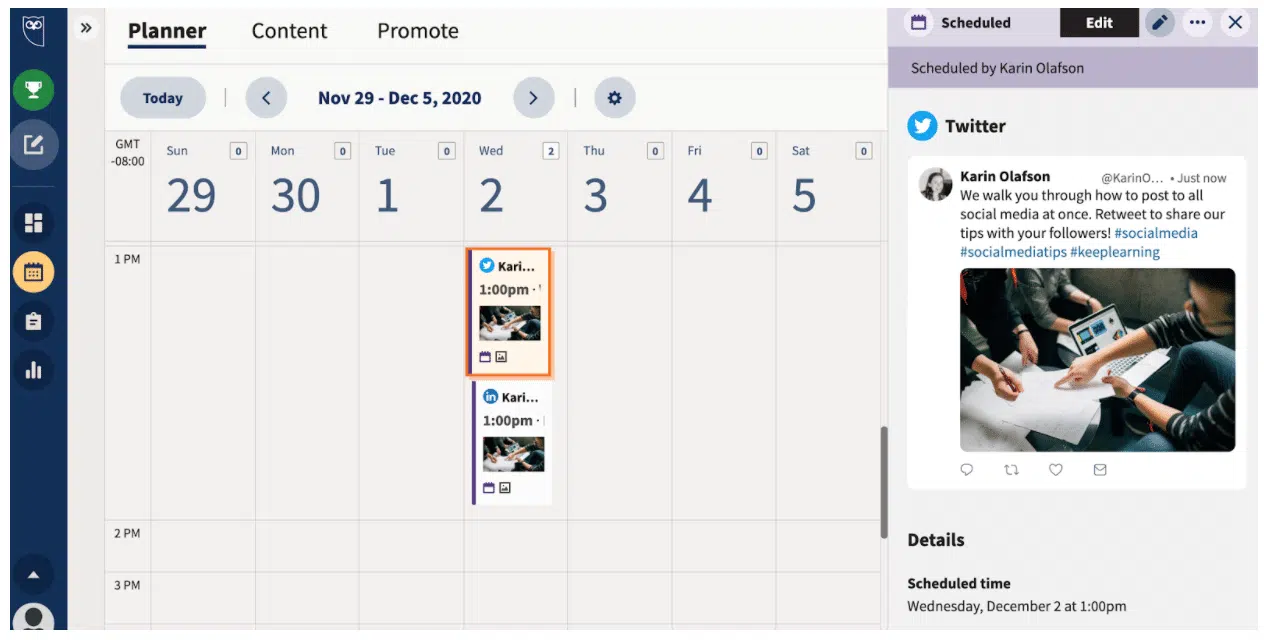 Planner Content Promote
Scheduled Edit
Scheduled by Karin Olafson
Today Nov 29 - Dec 5, 2020
GMT
-08:00
Sun 0 Mon 0 Tue 0 Wed 2 Thu 0 Fri 0 Sat 0
29 30 1 2 3 4 5
1 PM
Kari...
1:00pm ·
in Kari...
1:00pm ·
2 PM
3 PM
Twitter
Karin Olafson @KarinO... • Just now
We walk you through how to post to all
social media at once. Retweet to share our
tips with your followers! #socialmedia
#socialmediatips #keeplearning
Details
Scheduled time
Wednesday, December 2 at 1:00pm